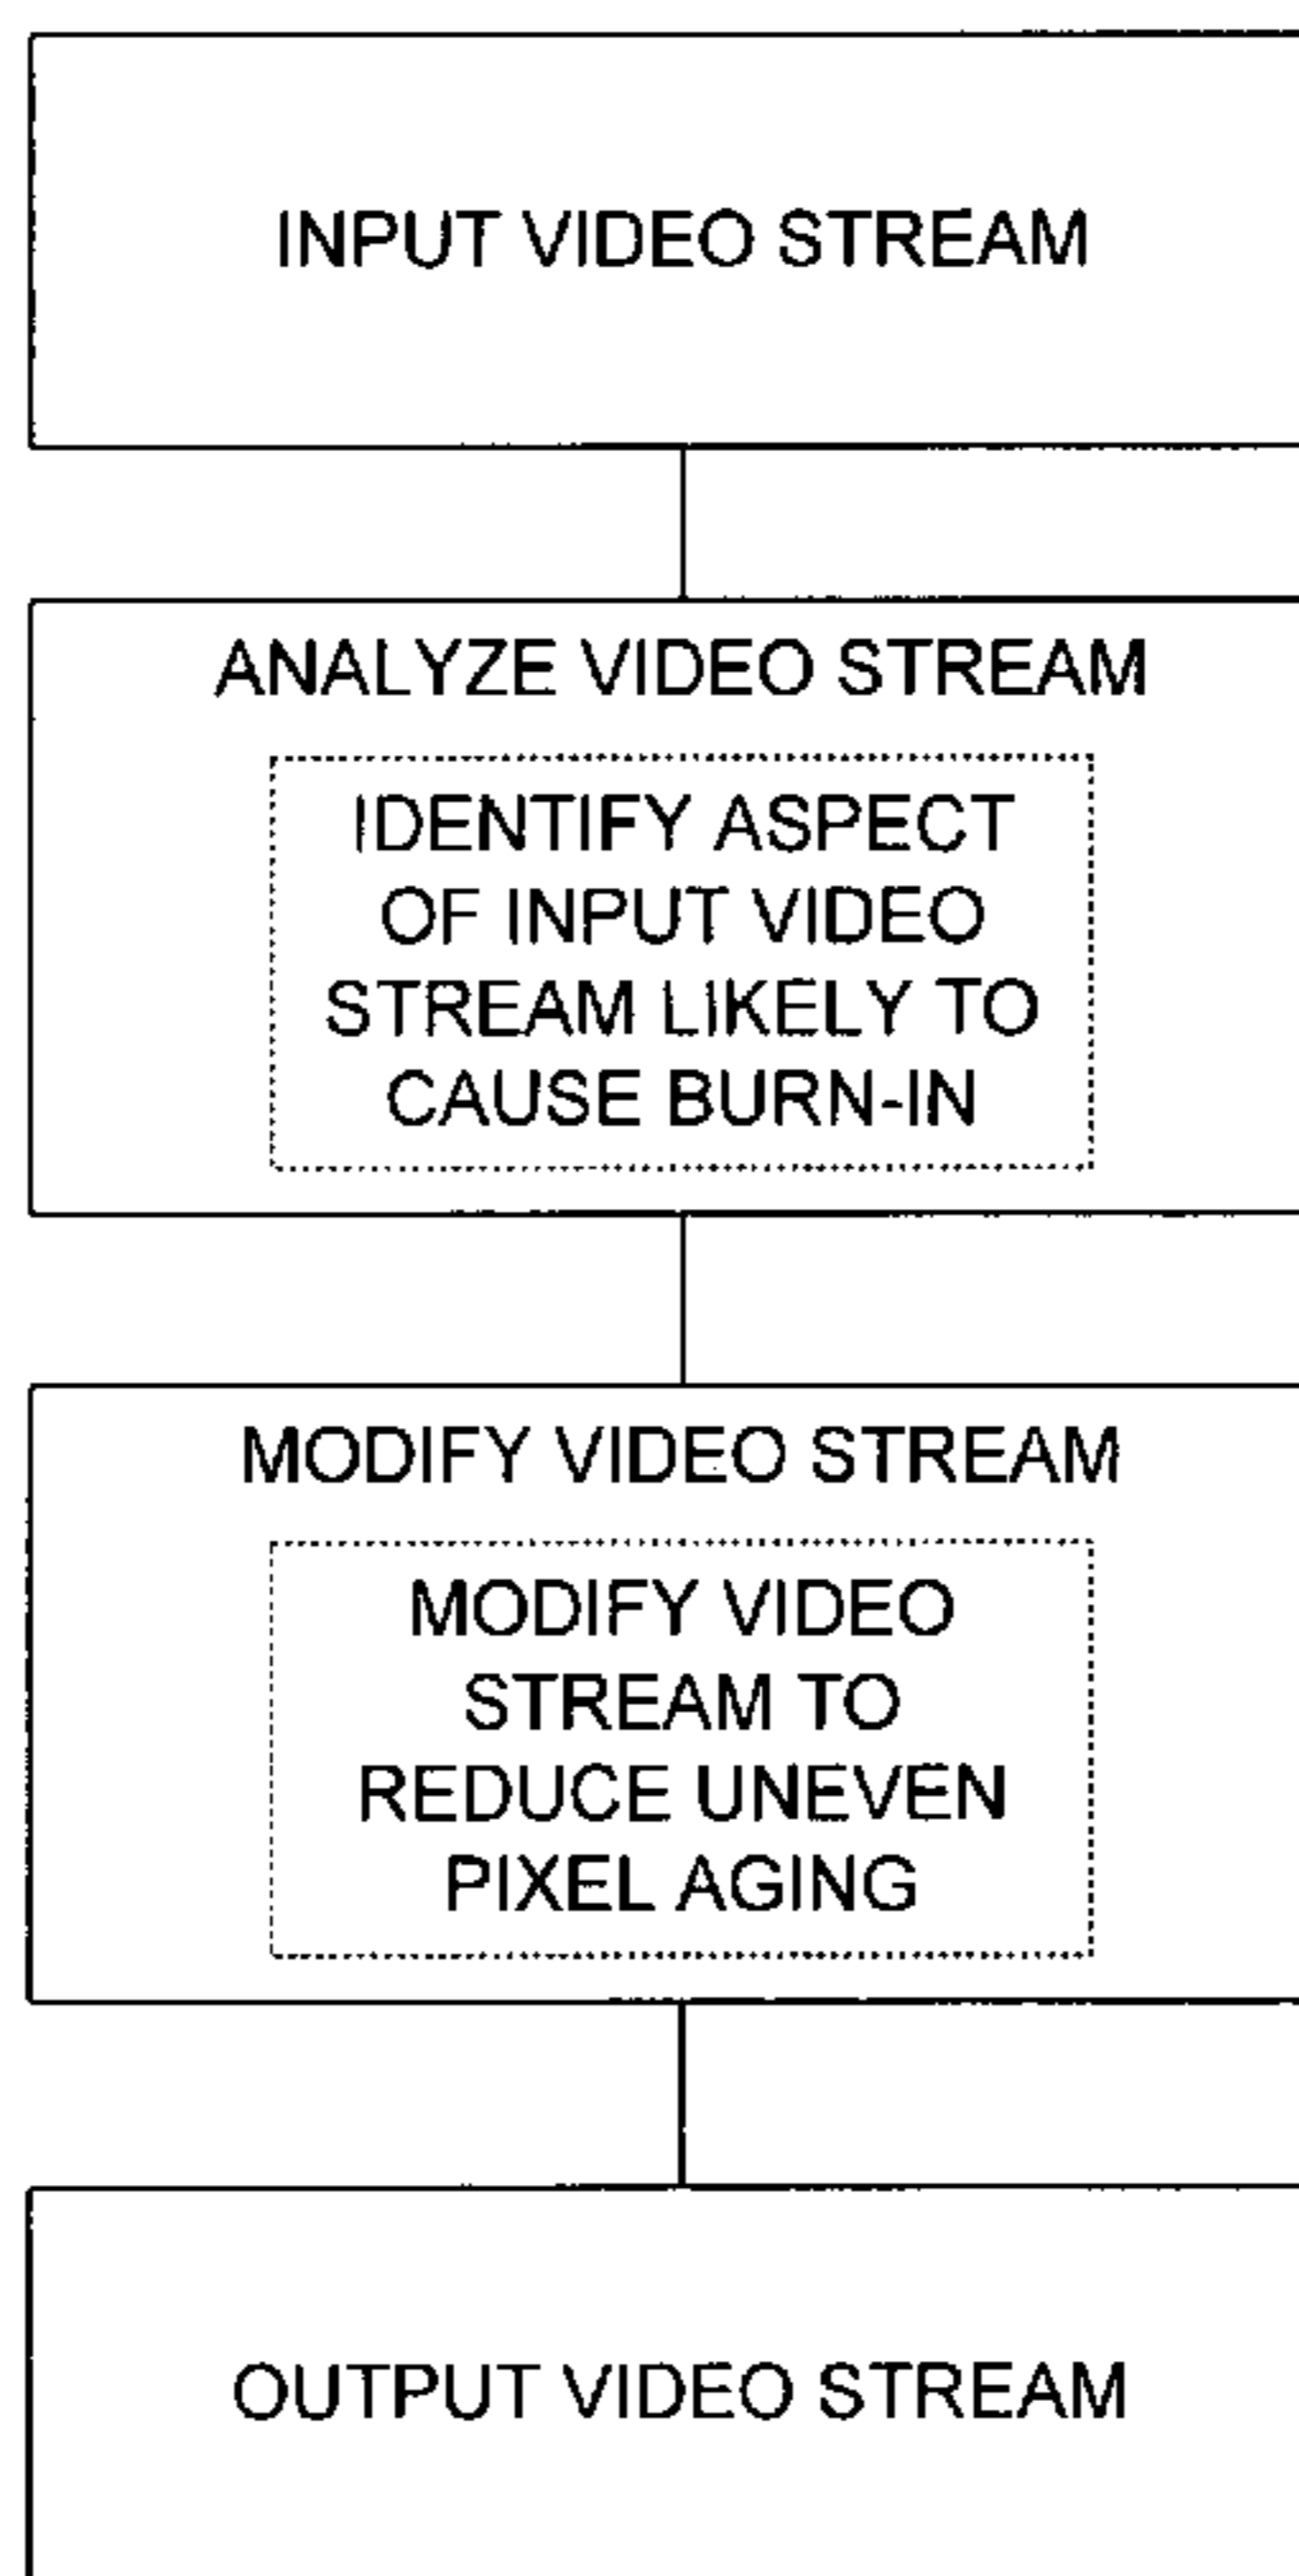 INPUT VIDEO STREAM
ANALYZE VIDEO STREAM
IDENTIFY ASPECT
OF INPUT VIDEO
STREAM LIKELY TO
CAUSE BURN-IN
MODIFY VIDEO STREAM
MODIFY VIDEO
STREAM TO
REDUCE UNEVEN
PIXEL AGING
OUTPUT VIDEO STREAM